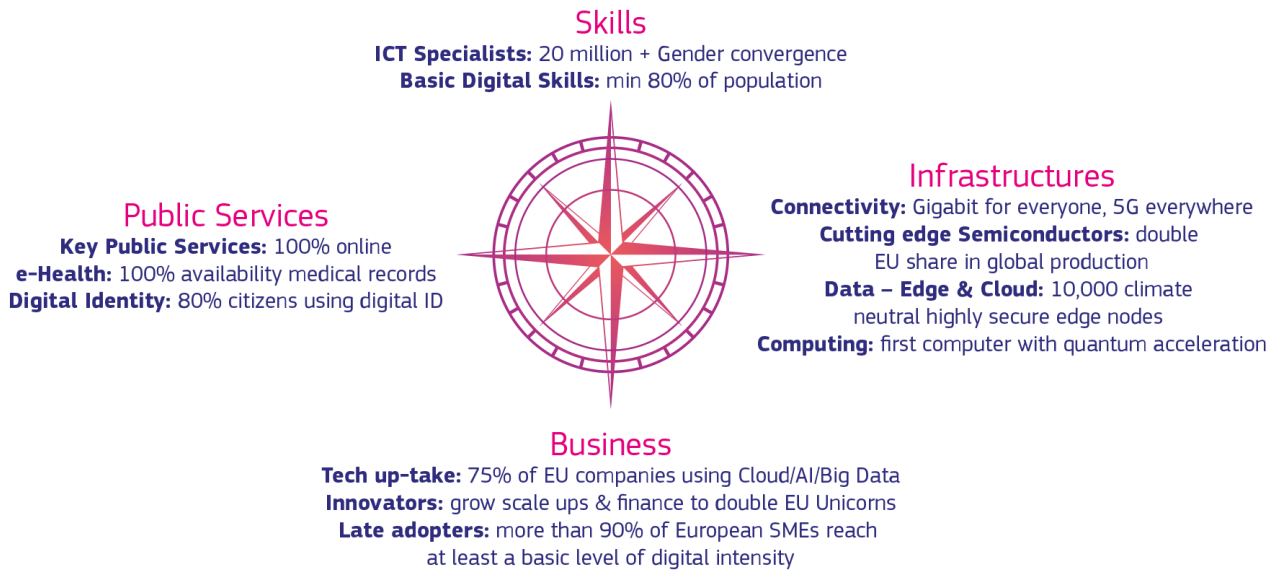 Skills
ICT Specialists: 20 million + Gender convergence
Basic Digital Skills: min 80% of population
Public Services
Key Public Services: 100% online
e-Health: 100% availability medical records
Digital Identity: 80% citizens using digital ID
Infrastructures
Connectivity: Gigabit for everyone, 5G everywhere
Cutting edge Semiconductors: double
EU share in global production
Data – Edge & Cloud: 10,000 climate
neutral highly secure edge nodes
Computing: first computer with quantum acceleration
Business
Tech up-take: 75% of EU companies using Cloud/AI/Big Data
Innovators: grow scale ups & finance to double EU Unicorns
Late adopters: more than 90% of European SMEs reach
at least a basic level of digital intensity